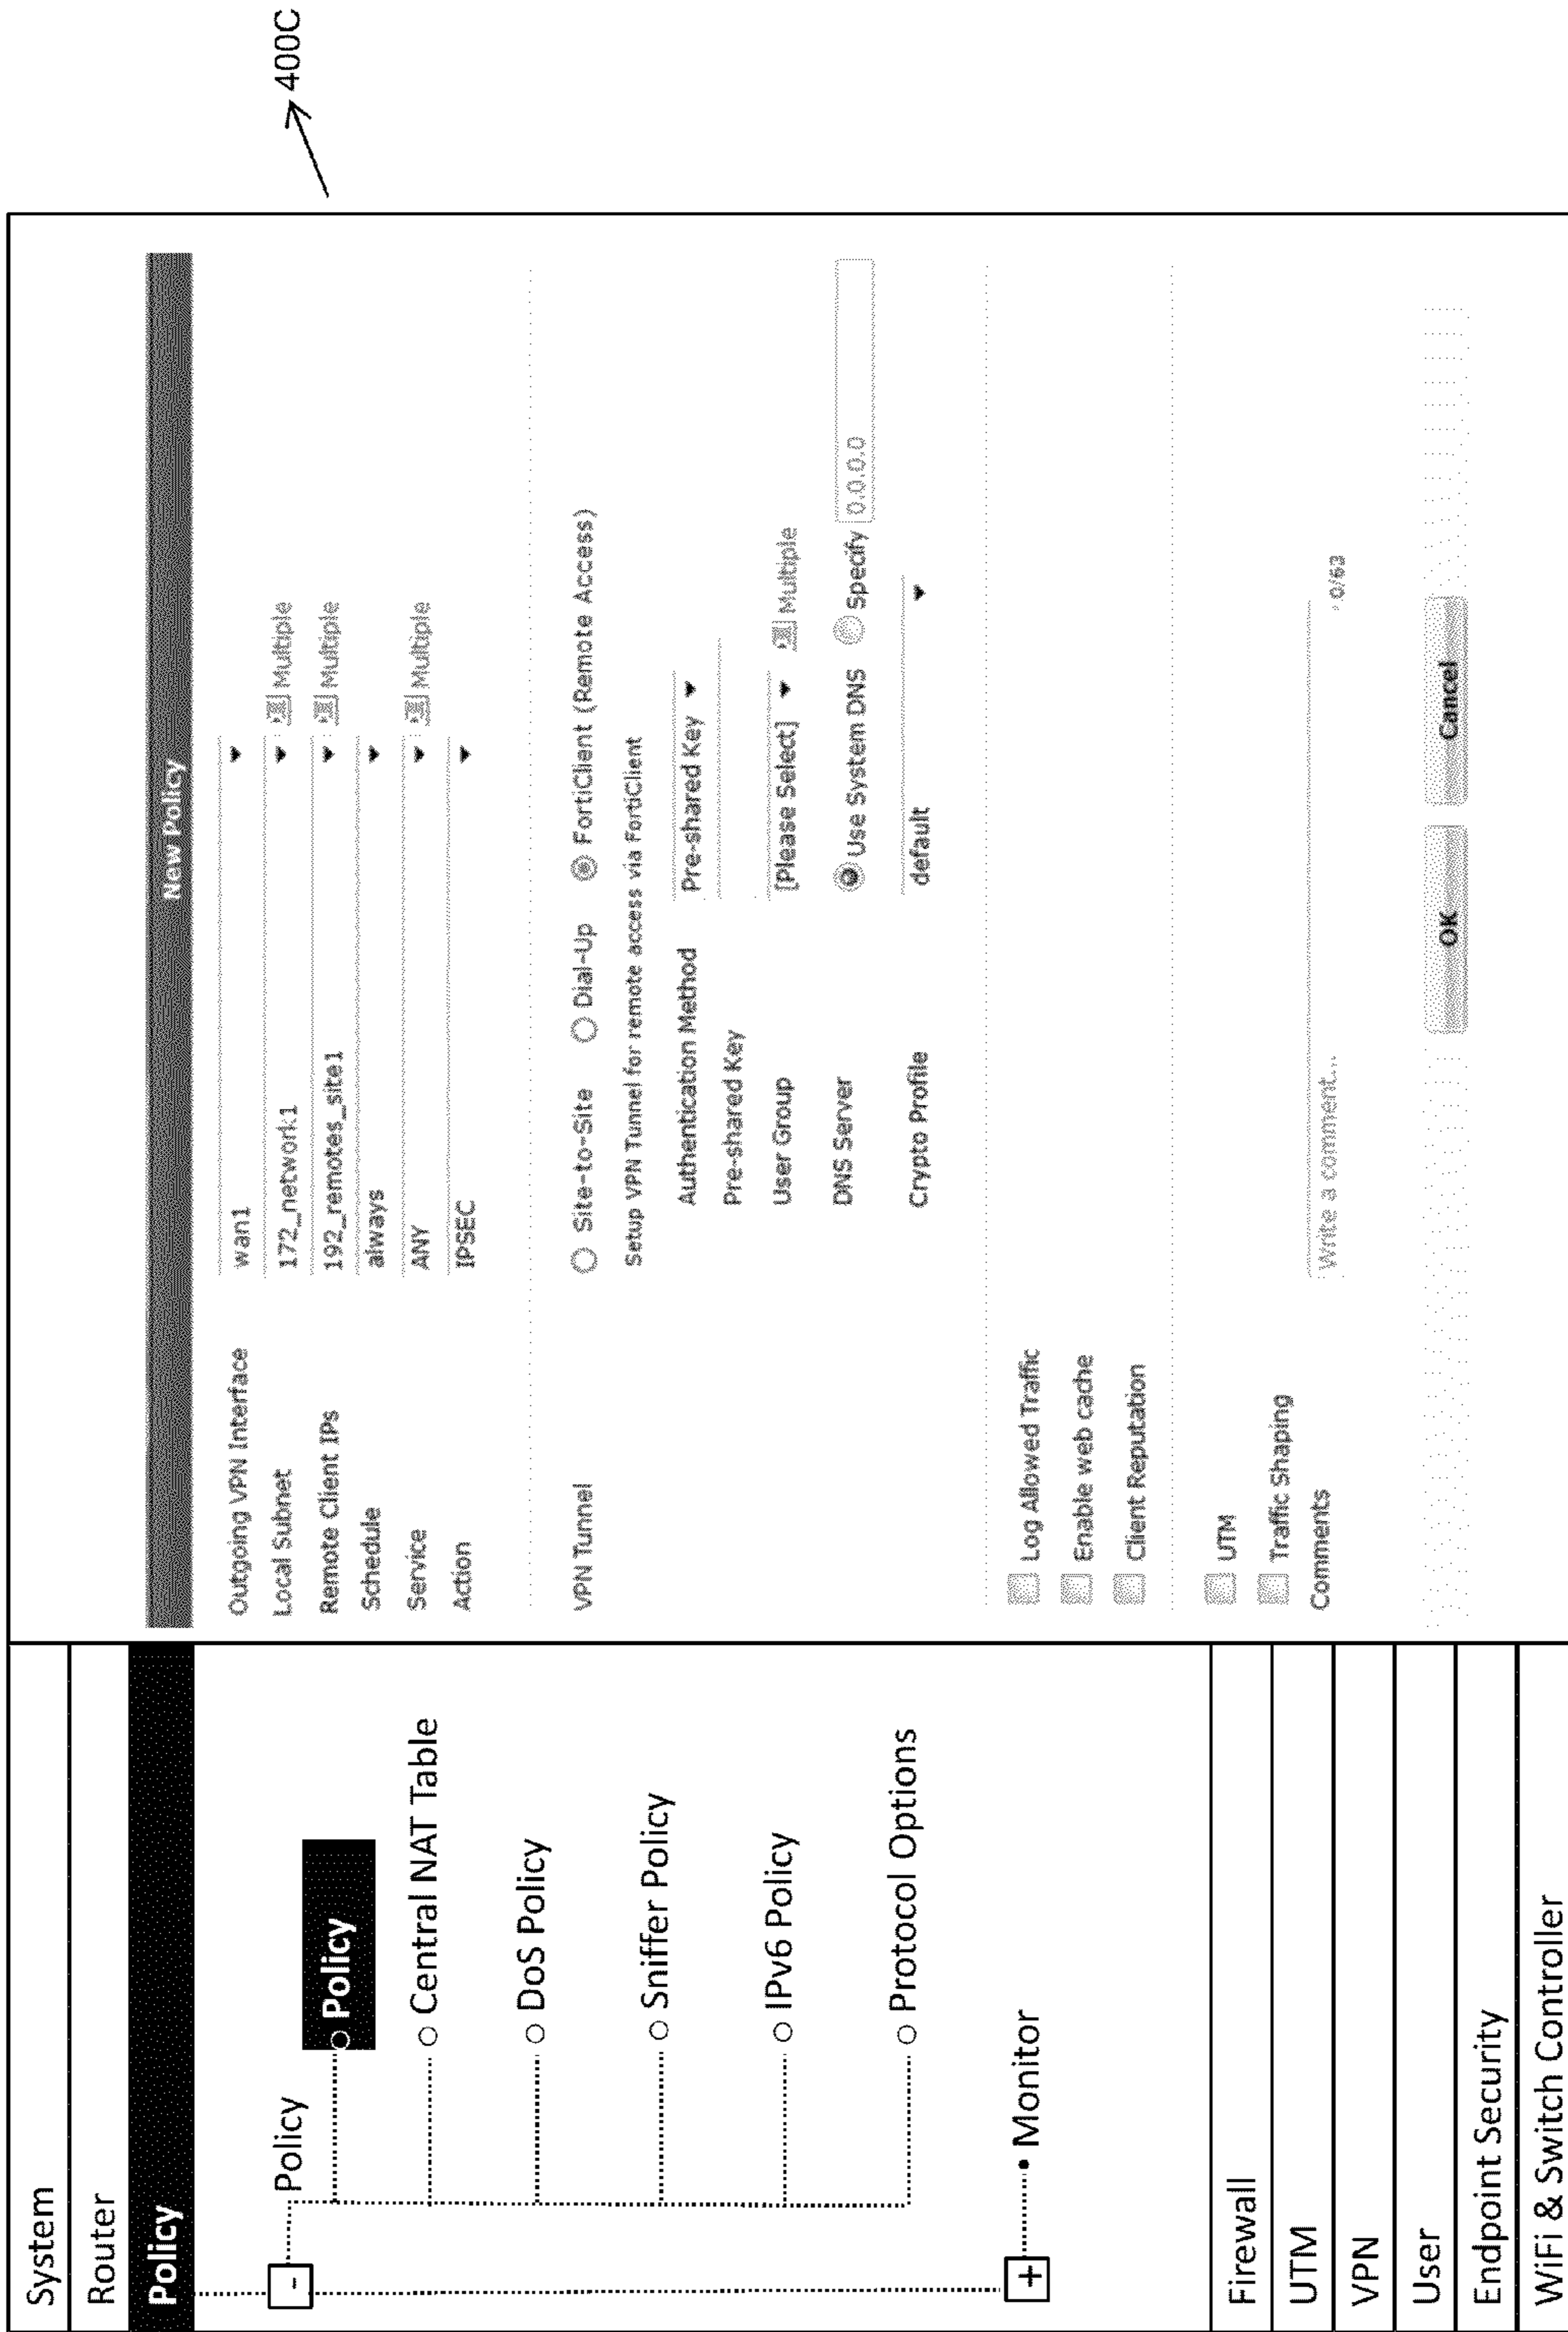 400C
System
Router
Policy
- Policy
Policy
Central NAT Table
DoS Policy
Sniffer Policy
IPv6 Policy
Protocol Options
+ Monitor
Firewall
UTM
VPN
User
Endpoint Security
WiFi & Switch Controller
New Policy
Outgoing VPN Interface wan1
Local Subnet 172_network1 Multiple
Remote Client IPs 192_remotes_site1 Multiple
Schedule always
Service ANY Multiple
Action IPSEC
VPN Tunnel Site-to-Site Dial-Up FortiClient (Remote Access)
Setup VPN Tunnel for remote access via FortiClient
Authentication Method Pre-shared Key
Pre-shared Key
User Group [Please Select] Multiple
DNS Server Use System DNS Specify 0.0.0.0
Crypto Profile default
Log Allowed Traffic
Enable web cache
Client Reputation
UTM
Traffic Shaping
Comments Write a comment... 0/63
OK Cancel